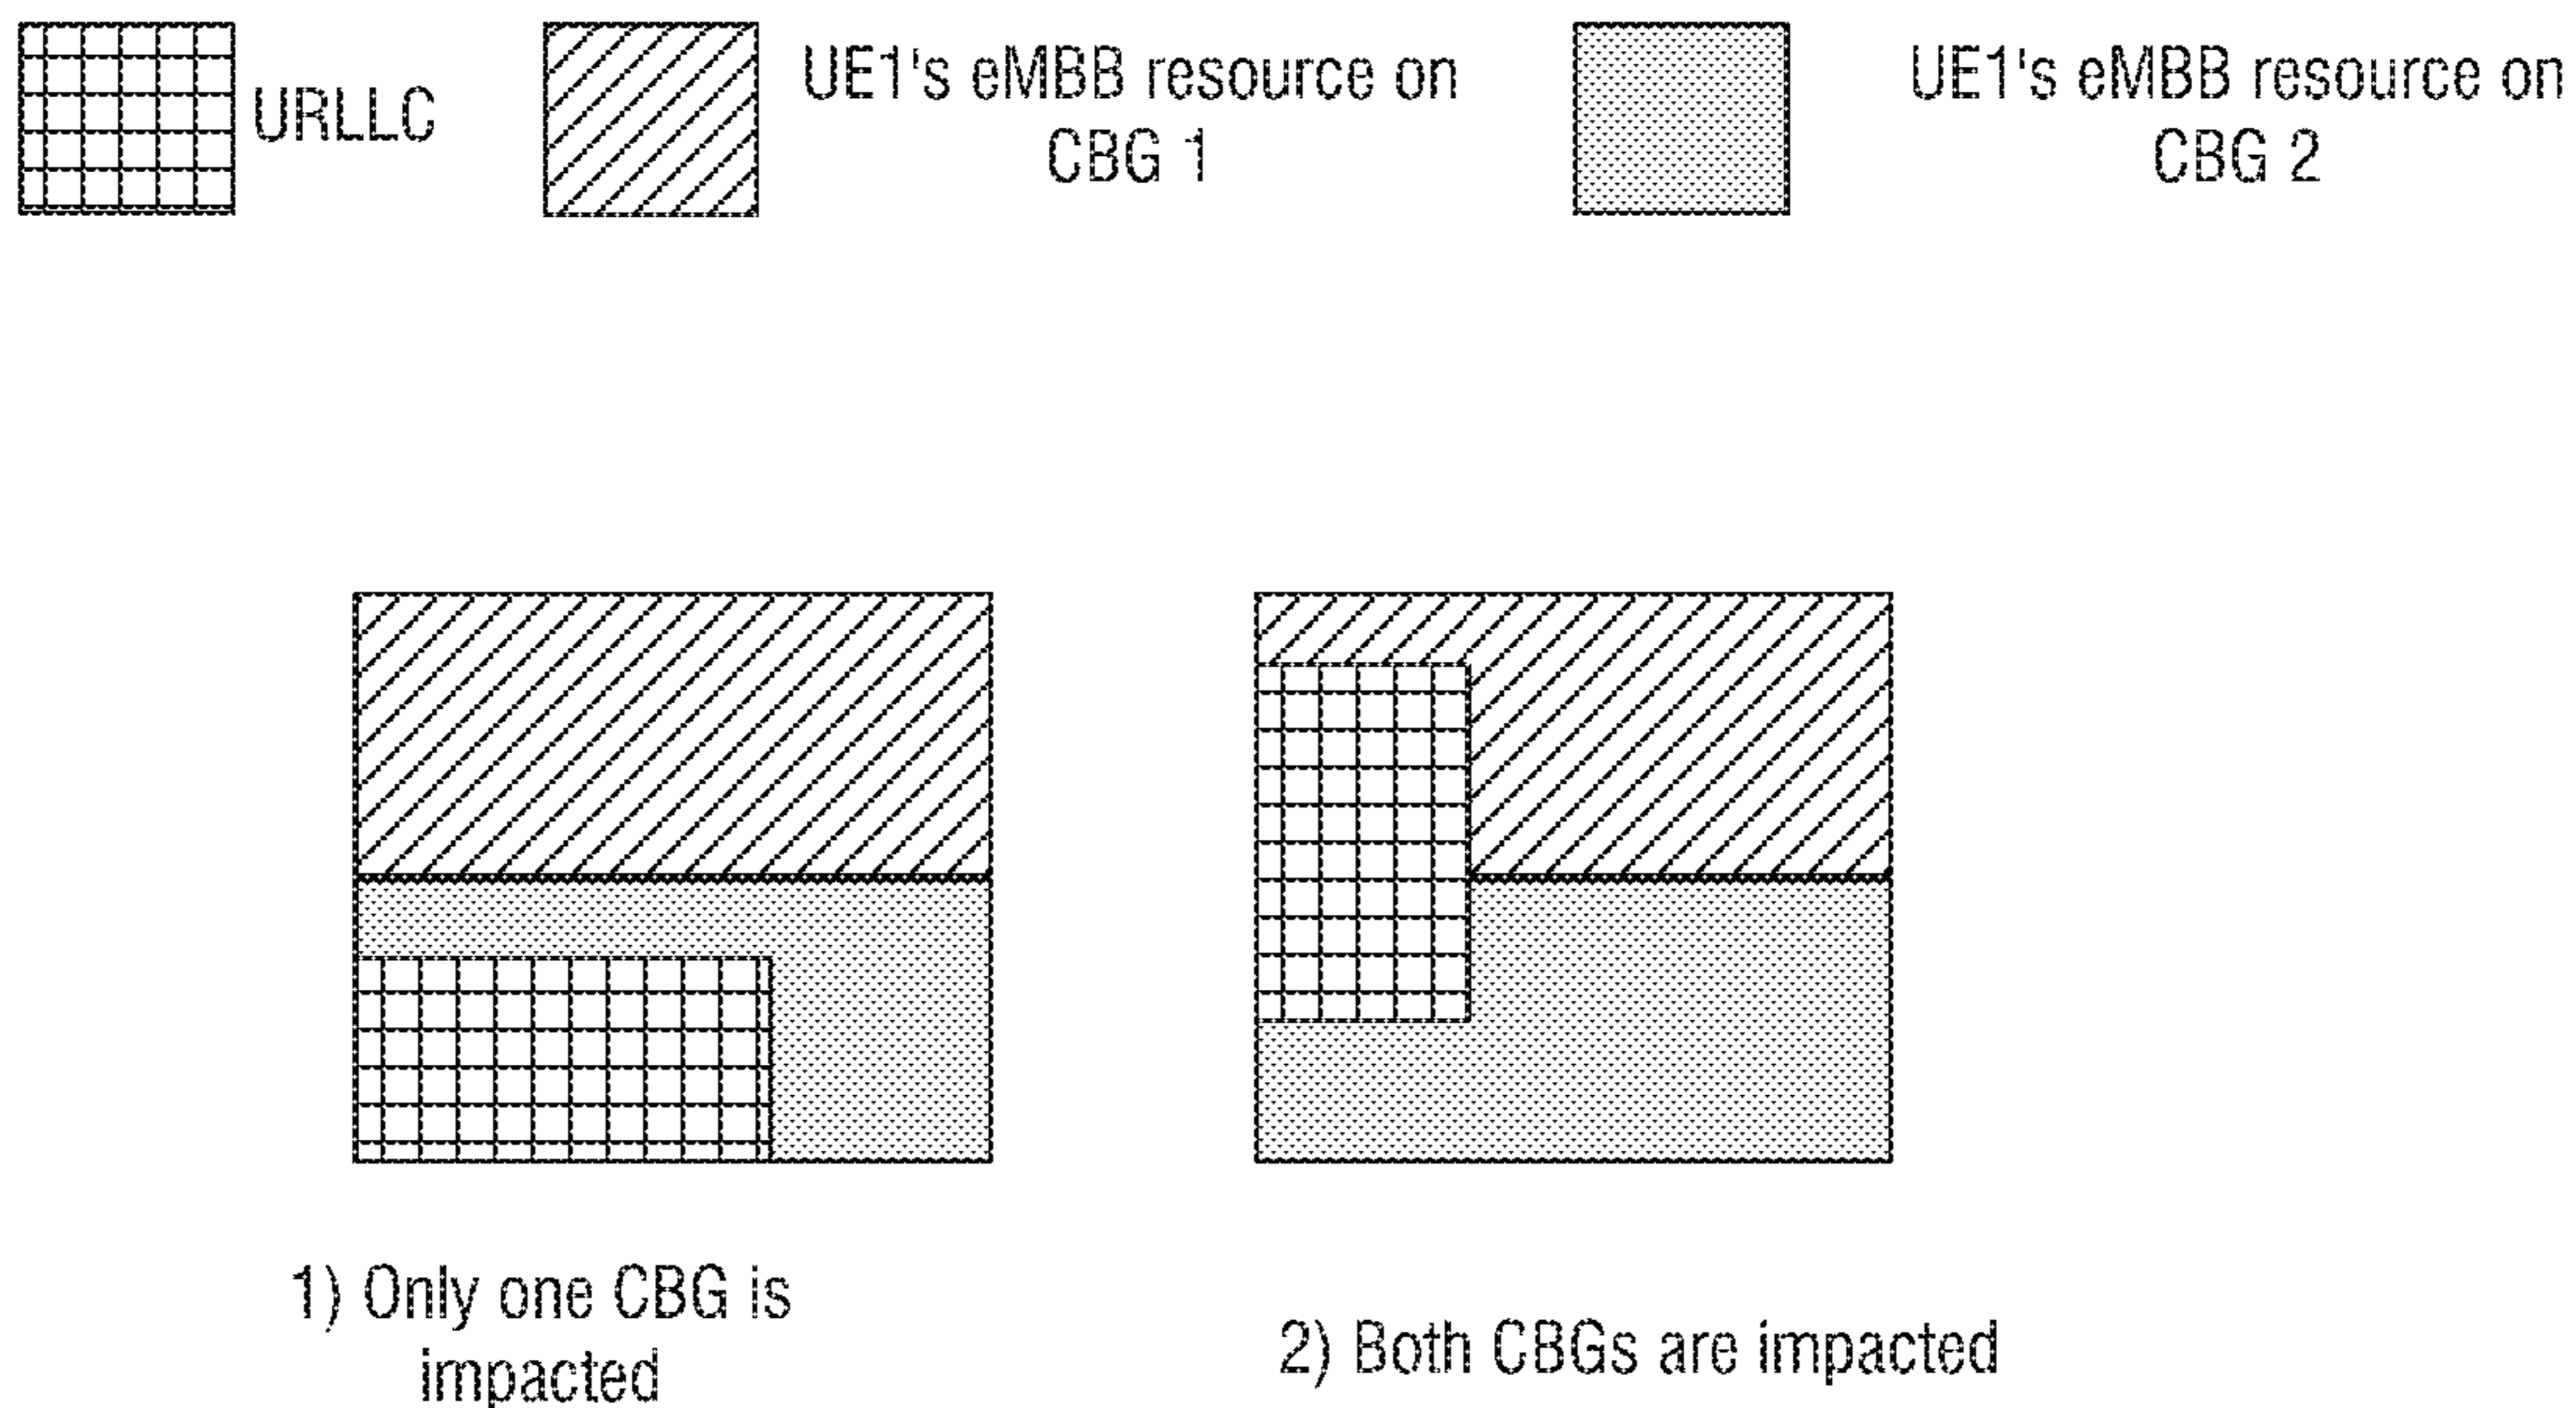 URLLC
UE1's eMBB resource on
CBG 1
UE1's eMBB resource on
CBG 2
1) Only one CBG is
impacted
2) Both CBGs are impacted